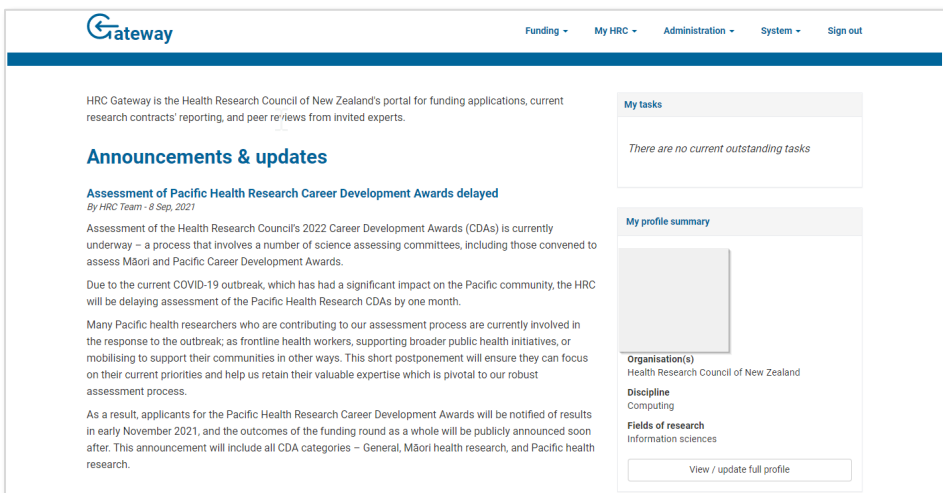 Gateway
Funding
My HRC
Administration
System
Sign out
HRC Gateway is the Health Research Council of New Zealand's portal for funding applications, current
research contracts' reporting, and peer reviews from invited experts.
Announcements & updates
Assessment of Pacific Health Research Career Development Awards delayed
By HRC Team - 8 Sep, 2021
Assessment of the Health Research Council's 2022 Career Development Awards (CDAs) is currently
underway – a process that involves a number of science assessing committees, including those convened to
assess Māori and Pacific Career Development Awards.
Due to the current COVID-19 outbreak, which has had a significant impact on the Pacific community, the HRC
will be delaying assessment of the Pacific Health Research CDAs by one month.
Many Pacific health researchers who are contributing to our assessment process are currently involved in
the response to the outbreak; as frontline health workers, supporting broader public health initiatives, or
mobilising to support their communities in other ways. This short postponement will ensure they can focus
on their current priorities and help us retain their valuable expertise which is pivotal to our robust
assessment process.
As a result, applicants for the Pacific Health Research Career Development Awards will be notified of results
in early November 2021, and the outcomes of the funding round as a whole will be publicly announced soon
after. This announcement will include all CDA categories – General, Māori health research, and Pacific health
research.
My tasks
There are no current outstanding tasks
My profile summary
Organisation(s)
Health Research Council of New Zealand
Discipline
Computing
Fields of research
Information sciences
View / update full profile